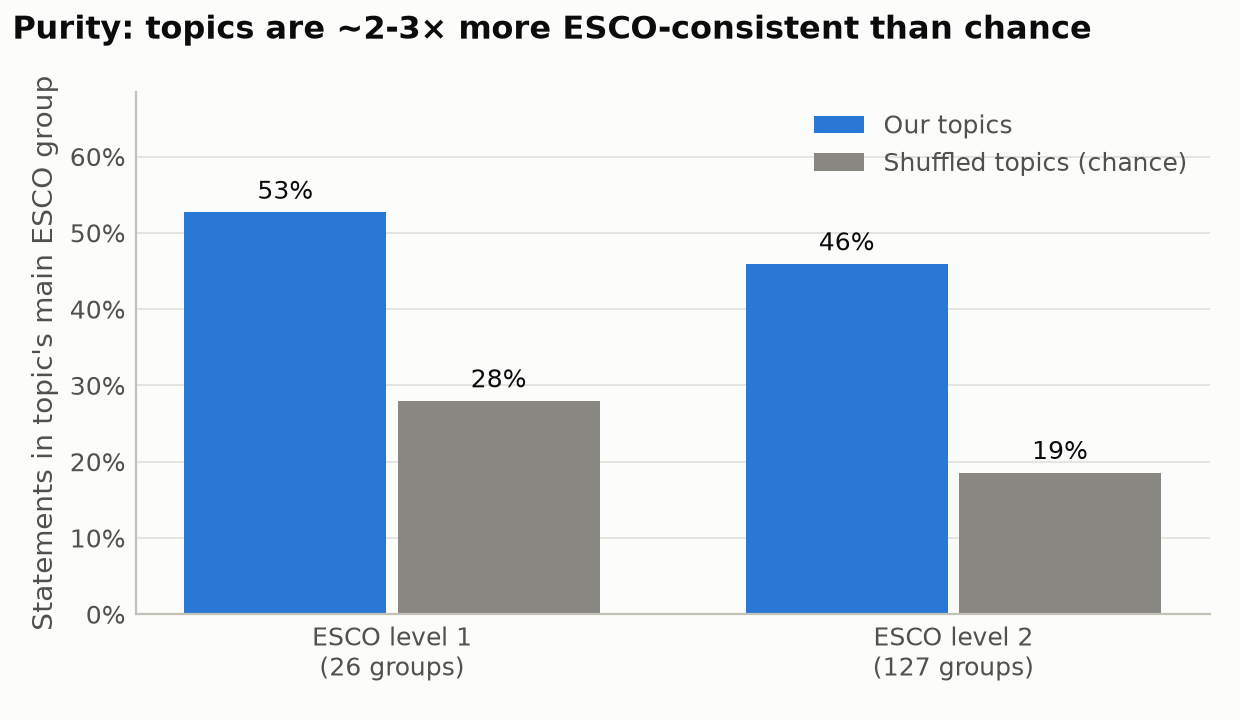 Purity: topics are ~2-3× more ESCO-consistent than chance
Statements in topic's main ESCO group
60%
50%
40%
30%
20%
10%
0%
Our topics
Shuffled topics (chance)
53%
28%
46%
19%
ESCO level 1
(26 groups)
ESCO level 2
(127 groups)